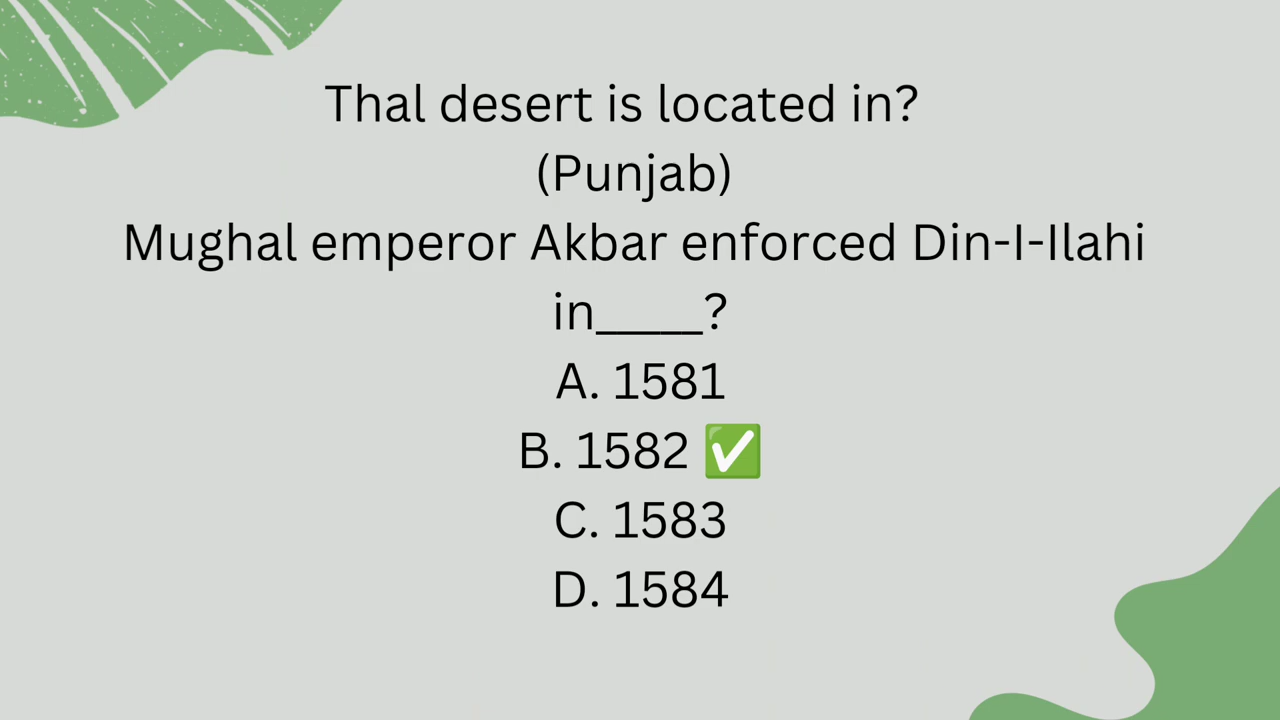 Thal desert is located in?
(Punjab)
Mughal emperor Akbar enforced Din-I-Ilahi
in_____?
A. 1581
B. 1582 ✅
C. 1583
D. 1584